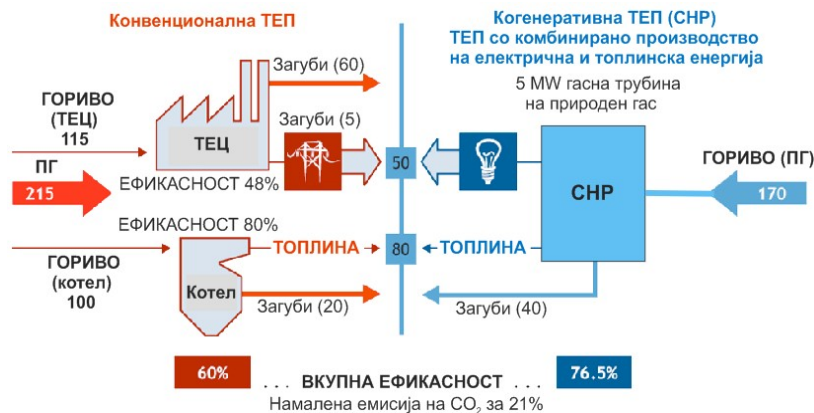 Конвенционална ТЕП
Когенеративна ТЕП (СНР)
ТЕП со комбинирано производство
на електрична и топлинска енергија
5 MW гасна трубина
на природен гас
Загуби (60)
ГОРИВО
(ТЕЦ)
115
ТЕЦ
Загуби (5)
ПГ
215
ЕФИКАСНОСТ 48%
50
СНР
ГОРИВО (ПГ)
170
ЕФИКАСНОСТ 80%
ТОПЛИНА
80
ТОПЛИНА
ГОРИВО
(котел)
100
Котел
Загуби (20)
Загуби (40)
60%
. . . ВКУПНА ЕФИКАСНОСТ . . .
76.5%
Намалена емисија на CO₂ за 21%